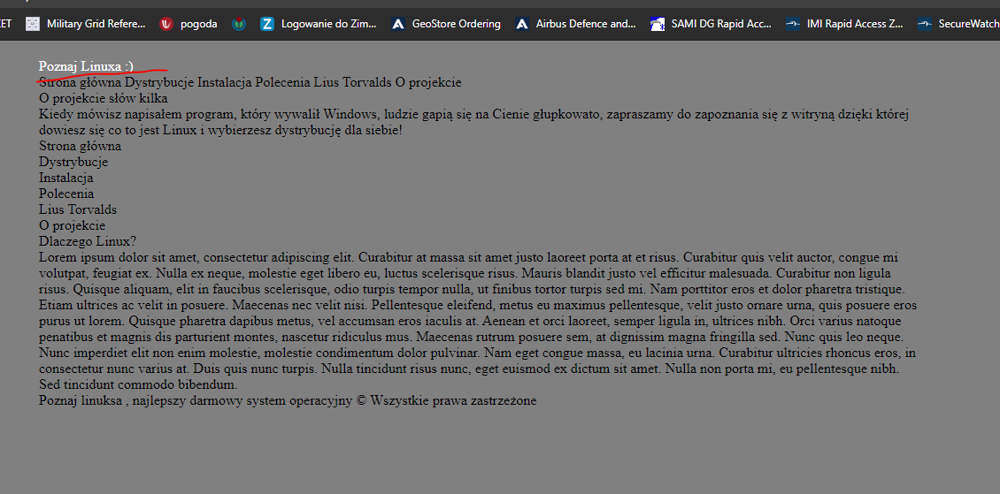 ET Military Grid Refere... pogoda Logowanie do Zim... GeoStore Ordering Airbus Defence and... SAMI DG Rapid Acc... IMI Rapid Access Z... SecureWatch
Poznaj Linuxa :)
Strona główna Dystrybucje Instalacja Polecenia Lius Torvalds O projekcie
O projekcie słów kilka
Kiedy mówisz napisałem program, który wywalił Windows, ludzie gapią się na Cienie głupkowato, zapraszamy do zapoznania się z witryną dzięki której
dowiesz się co to jest Linux i wybierzesz dystrybucję dla siebie!
Strona główna
Dystrybucje
Instalacja
Polecenia
Lius Torvalds
O projekcie
Dlaczego Linux?
Lorem ipsum dolor sit amet, consectetur adipiscing elit. Curabitur at massa sit amet justo laoreet porta at et risus. Curabitur quis velit auctor, congue mi
volutpat, feugiat ex. Nulla ex neque, molestie eget libero eu, luctus scelerisque risus. Mauris blandit justo vel efficitur malesuada. Curabitur non ligula
risus. Quisque aliquam, elit in faucibus scelerisque, odio turpis tempor nulla, ut finibus tortor turpis sed mi. Nam porttitor eros et dolor pharetra tristique.
Etiam ultrices ac velit in posuere. Maecenas nec velit nisi. Pellentesque eleifend, metus eu maximus pellentesque, velit justo ornare urna, quis posuere eros
purus ut lorem. Quisque pharetra dapibus metus, vel accumsan eros iaculis at. Aenean et orci laoreet, semper ligula in, ultrices nibh. Orci varius natoque
penatibus et magnis dis parturient montes, nascetur ridiculus mus. Maecenas rutrum posuere sem, at dignissim magna fringilla sed. Nunc quis leo neque.
Nunc imperdiet elit non enim molestie, molestie condimentum dolor pulvinar. Nam eget congue massa, eu lacinia urna. Curabitur ultricies rhoncus eros, in
consectetur nunc varius at. Duis quis nunc turpis. Nulla tincidunt risus nunc, eget euismod ex dictum sit amet. Nulla non porta mi, eu pellentesque nibh.
Sed tincidunt commodo bibendum.
Poznaj linuksa , najlepszy darmowy system operacyjny © Wszystkie prawa zastrzeżone